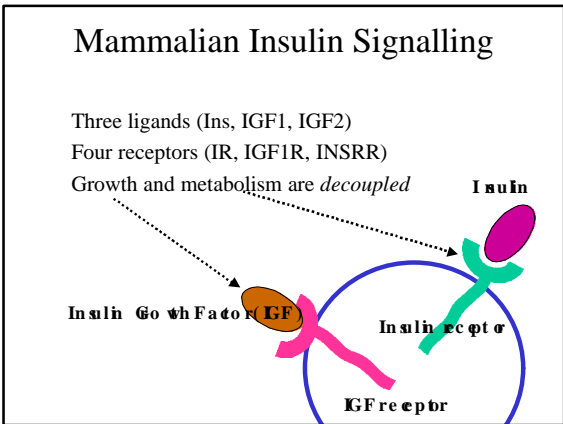 Mammalian Insulin Signalling
Three ligands (Ins, IGF1, IGF2)
Four receptors (IR, IGF1R, INSRR)
Growth and metabolism are decoupled
Insulin
Insulin Growth Factor (IGF)
Insulin receptor
IGF receptor